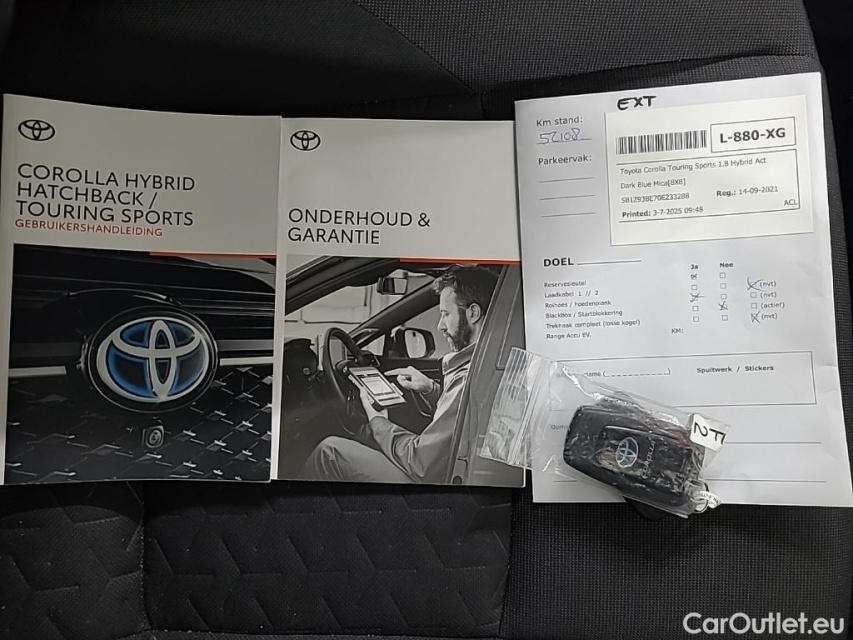 COROLLA HYBRID
HATCHBACK /
TOURING SPORTS
GEBRUIKERSHANDLEIDING
ONDERHOUD &
GARANTIE
EXT
Km stand:
52108
Parkeervak:
L-880-XG
Toyota Corolla Touring Sports 1.8 Hybrid Act
Dark Blue Mica[8X8]
SB1Z93BE70E233288
Reg.: 14-09-2021
Printed: 3-7-2025 09:48
ACL
DOEL
Ja Nee
Reservesleutel
Laadkabel 1 // 2 (nvt)
Rolhoes / hoedenplank (nvt)
Blackbox / Startblokkering (actief)
Trekhaak compleet (losse kogel) (nvt)
Range Accu EV. KM:
Spuitwerk / Stickers
COROLLA
F2
CarOutlet.eu